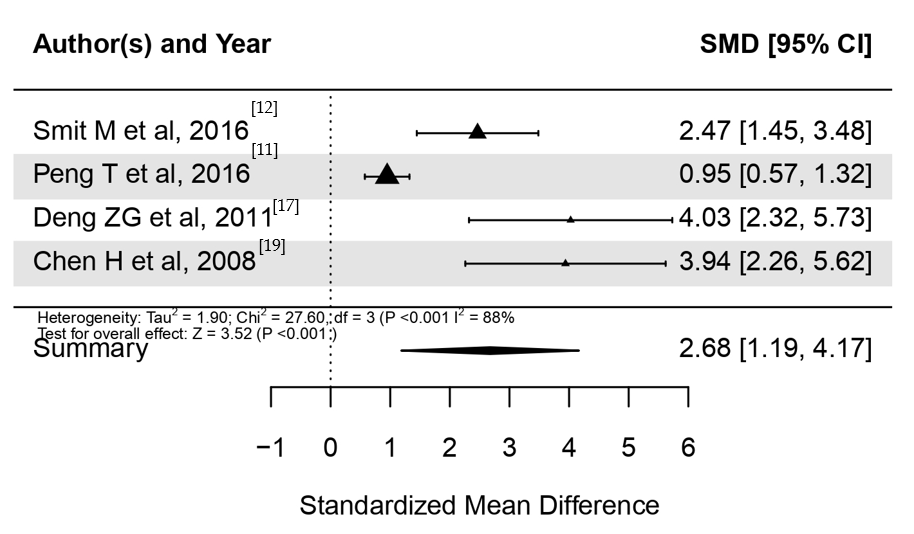 Author(s) and Year SMD [95% CI]
Smit M et al, 2016[12] 2.47 [1.45, 3.48]
Peng T et al, 2016[11] 0.95 [0.57, 1.32]
Deng ZG et al, 2011[17] 4.03 [2.32, 5.73]
Chen H et al, 2008[19] 3.94 [2.26, 5.62]
Heterogeneity: Tau² = 1.90; Chi² = 27.60; df = 3 (P <0.001 I² = 88%
Test for overall effect: Z = 3.52 (P <0.001)
Summary 2.68 [1.19, 4.17]
−1 0 1 2 3 4 5 6
Standardized Mean Difference